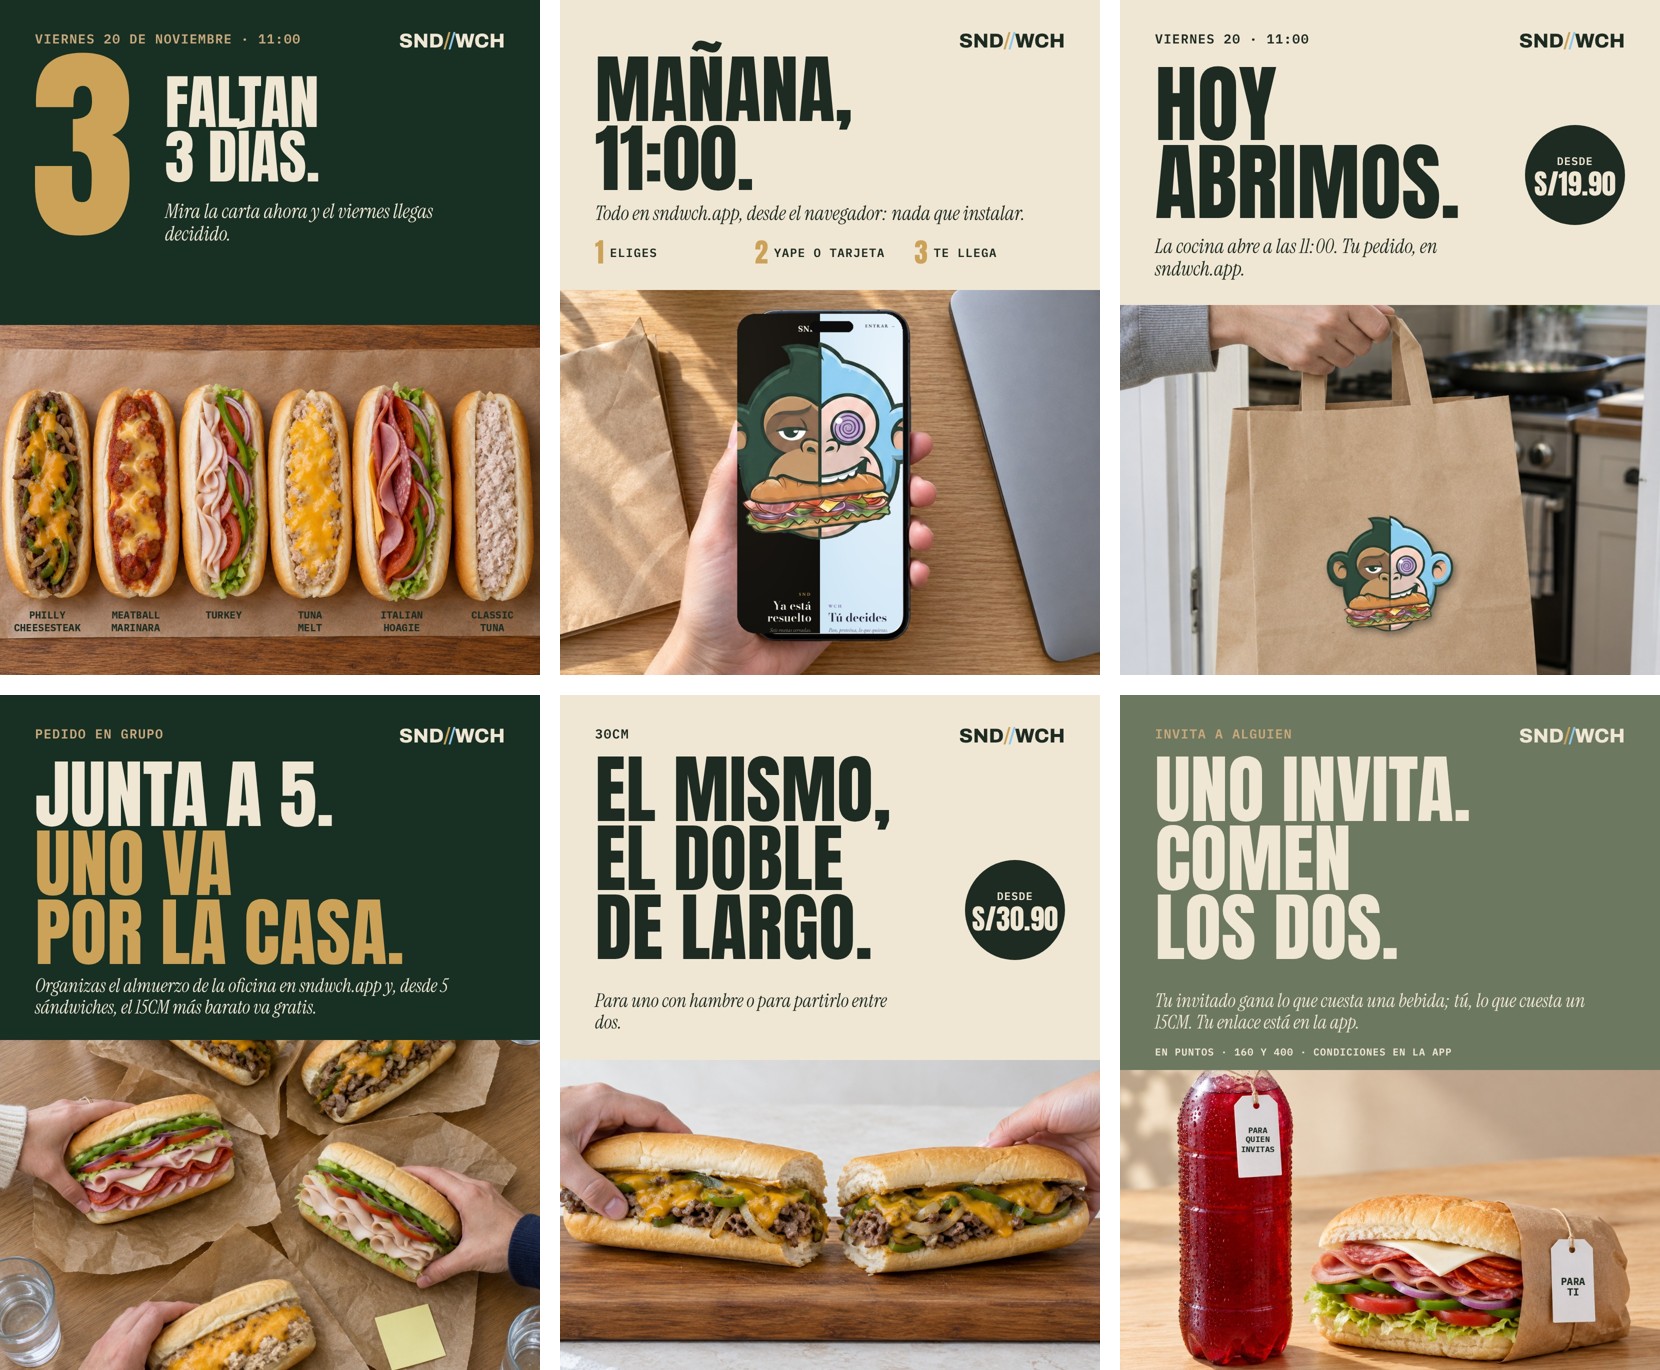 VIERNES 20 DE NOVIEMBRE · 11:00
SND//WCH
3
FALTAN
3 DÍAS.
Mira la carta ahora y el viernes llegas
decidido.
PHILLY
CHEESESTEAK
MEATBALL
MARINARA
TURKEY
TUNA
MELT
ITALIAN
HOAGIE
CLASSIC
TUNA
SND//WCH
MAÑANA,
11:00.
Todo en sndwch.app, desde el navegador: nada que instalar.
1 ELIGES
2 YAPE O TARJETA
3 TE LLEGA
SN.
ENTRAR
SND
Ya está
resuelto
WCH
Tú decides
VIERNES 20 · 11:00
SND//WCH
HOY
ABRIMOS.
DESDE
S/19.90
La cocina abre a las 11:00. Tu pedido, en
sndwch.app.
PEDIDO EN GRUPO
SND//WCH
JUNTA A 5.
UNO VA
POR LA CASA.
Organizas el almuerzo de la oficina en sndwch.app y, desde 5
sándwiches, el 15CM más barato va gratis.
30CM
SND//WCH
EL MISMO,
EL DOBLE
DE LARGO.
DESDE
S/30.90
Para uno con hambre o para partirlo entre
dos.
INVITA A ALGUIEN
SND//WCH
UNO INVITA.
COMEN
LOS DOS.
Tu invitado gana lo que cuesta una bebida; tú, lo que cuesta un
15CM. Tu enlace está en la app.
EN PUNTOS · 160 Y 400 · CONDICIONES EN LA APP
PARA
QUIEN
INVITAS
PARA
TI